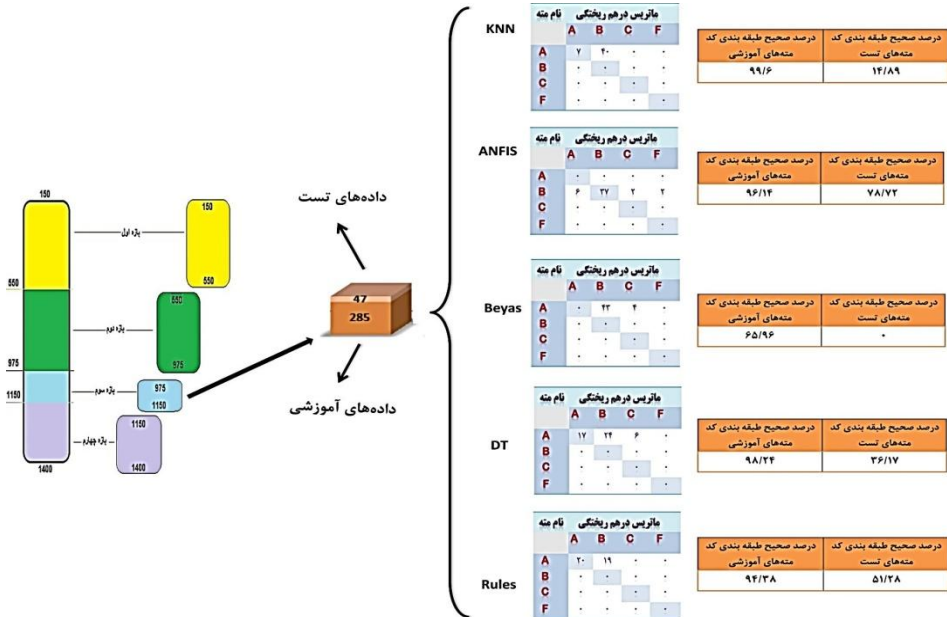 150
550
975
1150
1400
بازه اول
بازه دوم
بازه سوم
بازه چهارم
150
550
550
975
975
1150
1150
1400
داده‌های تست
47
285
داده‌های آموزشی
KNN
نام مته ماتریس درهم ریختگی
A B C F
A ۷ ۴۰ ۰ ۰
B ۰ ۰ ۰ ۰
C ۰ ۰ ۰ ۰
F ۰ ۰ ۰ ۰
درصد صحیح طبقه بندی کد مته‌های آموزشی
درصد صحیح طبقه بندی کد مته‌های تست
۹۹/۶ ۱۴/۸۹
ANFIS
نام مته ماتریس درهم ریختگی
A B C F
A ۰ ۰ ۰ ۰
B ۶ ۳۷ ۲ ۲
C ۰ ۰ ۰ ۰
F ۰ ۰ ۰ ۰
درصد صحیح طبقه بندی کد مته‌های آموزشی
درصد صحیح طبقه بندی کد مته‌های تست
۹۶/۱۴ ۷۸/۷۲
Beyas
نام مته ماتریس درهم ریختگی
A B C F
A ۰ ۴۳ ۴ ۰
B ۰ ۰ ۰ ۰
C ۰ ۰ ۰ ۰
F ۰ ۰ ۰ ۰
درصد صحیح طبقه بندی کد مته‌های آموزشی
درصد صحیح طبقه بندی کد مته‌های تست
۶۵/۹۶ ۰
DT
نام مته ماتریس درهم ریختگی
A B C F
A ۱۷ ۲۴ ۶ ۰
B ۰ ۰ ۰ ۰
C ۰ ۰ ۰ ۰
F ۰ ۰ ۰ ۰
درصد صحیح طبقه بندی کد مته‌های آموزشی
درصد صحیح طبقه بندی کد مته‌های تست
۹۸/۲۴ ۳۶/۱۷
Rules
نام مته ماتریس درهم ریختگی
A B C F
A ۲۰ ۱۹ ۰ ۰
B ۰ ۰ ۰ ۰
C ۰ ۰ ۰ ۰
F ۰ ۰ ۰ ۰
درصد صحیح طبقه بندی کد مته‌های آموزشی
درصد صحیح طبقه بندی کد مته‌های تست
۹۴/۳۸ ۵۱/۲۸